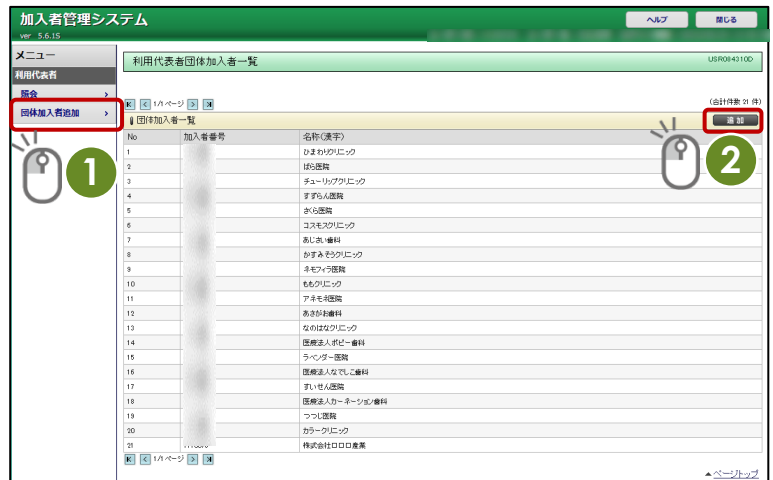 加入者管理システム
ver 5.6.15
ヘルプ
閉じる
メニュー
利用代表者
照会 >
団体加入者追加 >
1
利用代表者団体加入者一覧
USR084310D
1/1ページ
(合計件数 21 件)
団体加入者一覧
追加
2
No 加入者番号 名称(漢字)
1 ひまわりクリニック
2 ばら医院
3 チューリップクリニック
4 すずらん医院
5 さくら医院
6 コスモスクリニック
7 あじさい歯科
8 かすみそうクリニック
9 ネモフィラ医院
10 ももクリニック
11 アネモネ医院
12 あさがお歯科
13 なのはなクリニック
14 医療法人ポピー歯科
15 ラベンダー医院
16 医療法人なでしこ歯科
17 すいせん医院
18 医療法人カーネーション歯科
19 つつじ医院
20 カラークリニック
21 株式会社ロロロ産業
1/1ページ
▲ページトップ